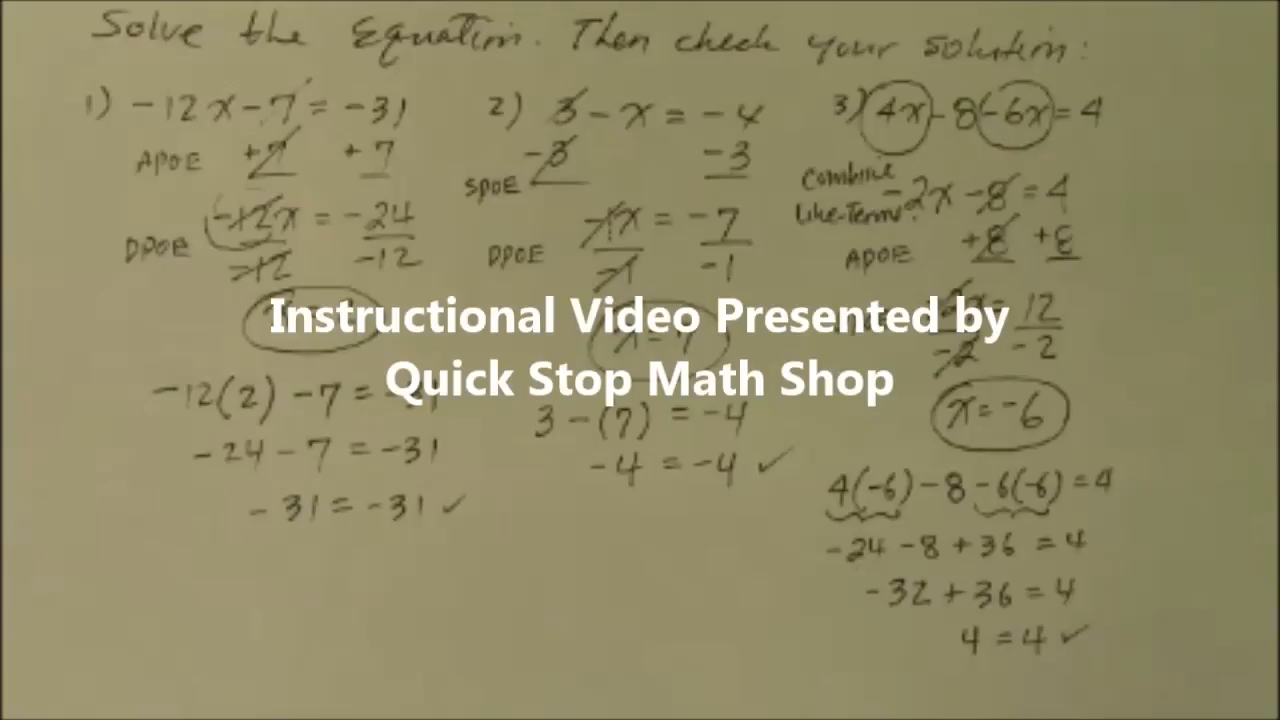 Solve the Equation. Then check your solution:
1) -12x - 7 = -31
APOE +7 +7
-12x = -24
DPOE -12 -12
-12(2) - 7 =
-24 - 7 = -31
-31 = -31 ✓
2) 3 - x = -4
-3 -3
SPOE
-1x = -7
DPOE -1 -1
x = 7
3 - (7) = -4
-4 = -4 ✓
3) 4x - 8 - 6x = 4
Combine
Like-Terms. -2x - 8 = 4
APOE +8 +8
-2x = 12
-2 -2
x = -6
4(-6) - 8 - 6(-6) = 4
-24 - 8 + 36 = 4
-32 + 36 = 4
4 = 4 ✓
Instructional Video Presented by
Quick Stop Math Shop